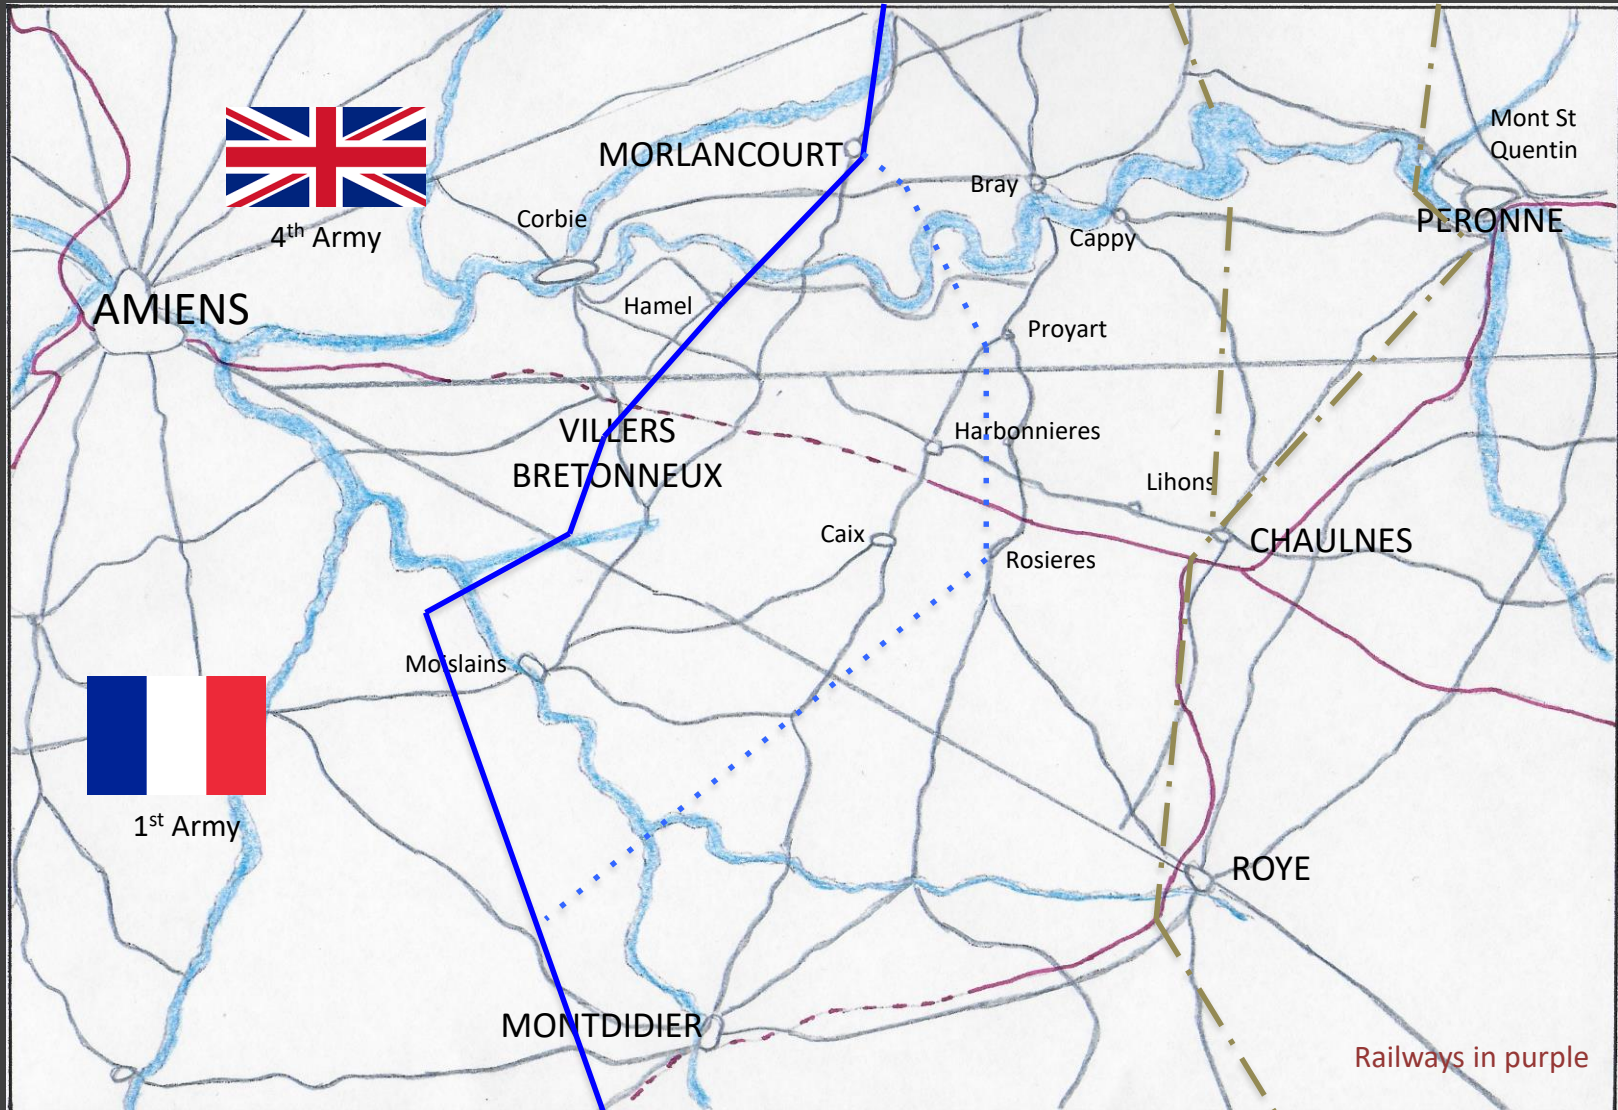 Mont St
Quentin
MORLANCOURT
Bray
Corbie
PERONNE
4th Army
Cappy
AMIENS
Hamel
Proyart
VILLERS
Harbonnieres
BRETONNEUX
Lihons
Caix
CHAULNES
Rosieres
Moislains
1st Army
ROYE
MONTDIDIER
Railways in purple